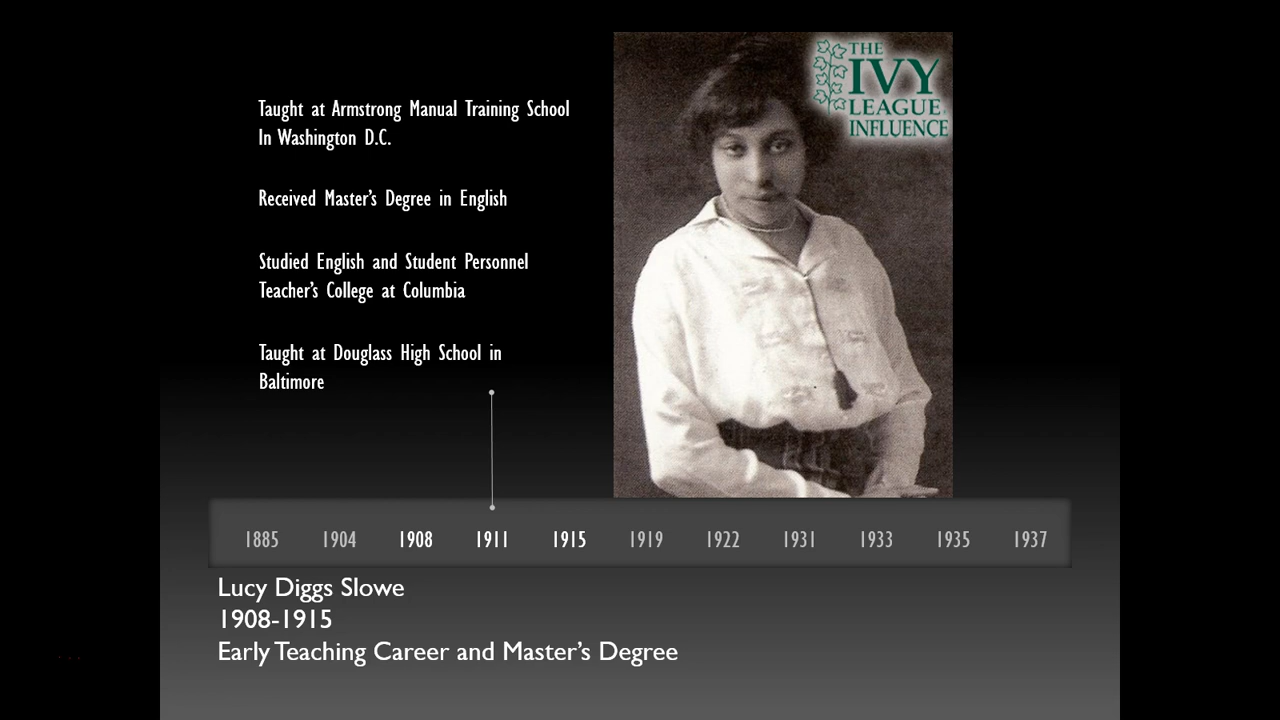 THE
IVY
LEAGUE
INFLUENCE
Taught at Armstrong Manual Training School
In Washington D.C.
Received Master's Degree in English
Studied English and Student Personnel
Teacher's College at Columbia
Taught at Douglass High School in
Baltimore
1885 1904 1908 1911 1915 1919 1922 1931 1933 1935 1937
Lucy Diggs Slowe
1908-1915
Early Teaching Career and Master's Degree